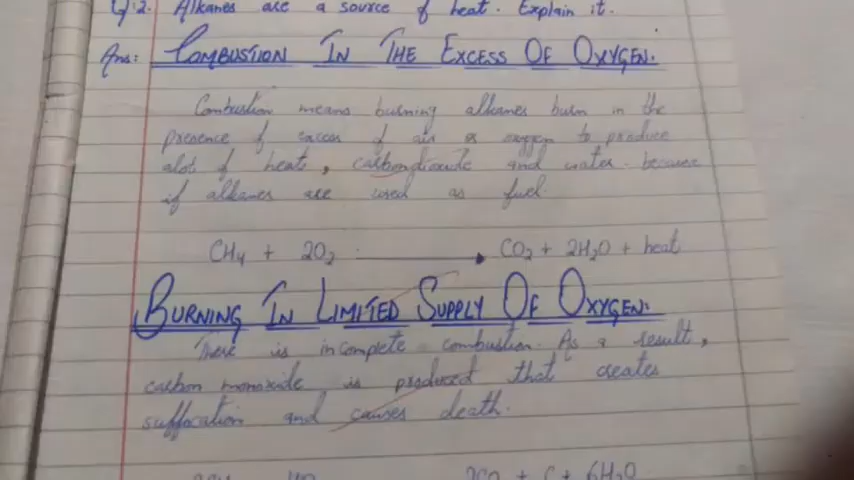 Q:2. Alkanes are a source of heat. Explain it.
Ans: COMBUSTION IN THE EXCESS OF OXYGEN:
Combustion means burning alkanes burn in the
presence of excess of air or oxygen to produce
alot of heat, carbondioxide and water. because
if alkanes are used as fuel.
CH4 + 2O2 → CO2 + 2H2O + heat
BURNING IN LIMITED SUPPLY OF OXYGEN:
There is incomplete combustion. As a result,
carbon monoxide is produced that creates
suffocation and causes death.
2CO + C + 6H2O